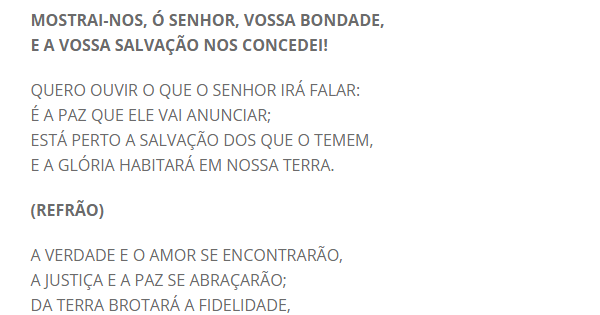 MOSTRAI-NOS, Ó SENHOR, VOSSA BONDADE,
E A VOSSA SALVAÇÃO NOS CONCEDEI!
QUERO OUVIR O QUE O SENHOR IRÁ FALAR:
É A PAZ QUE ELE VAI ANUNCIAR;
ESTÁ PERTO A SALVAÇÃO DOS QUE O TEMEM,
E A GLÓRIA HABITARÁ EM NOSSA TERRA.
(REFRÃO)
A VERDADE E O AMOR SE ENCONTRARÃO,
A JUSTIÇA E A PAZ SE ABRAÇARÃO;
DA TERRA BROTARÁ A FIDELIDADE,